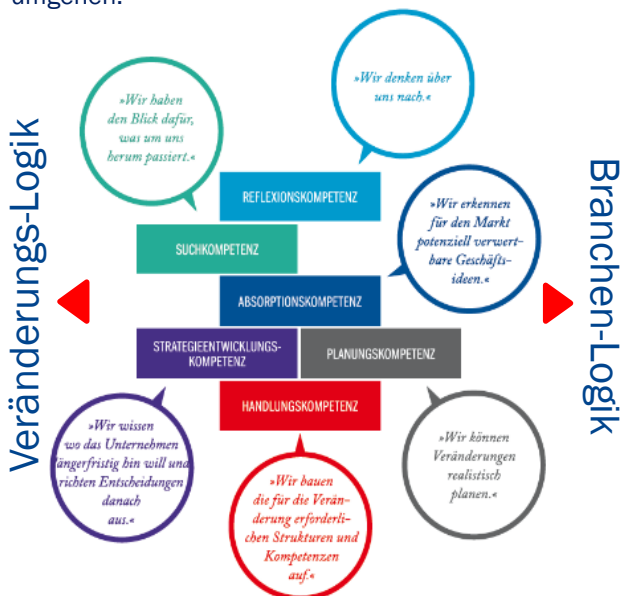 umgehen.
»Wir denken über
uns nach.«
»Wir haben
den Blick dafür,
was um uns
herum passiert.«
Veränderungs-Logik
Branchen-Logik
REFLEXIONSKOMPETENZ
»Wir erkennen
für den Markt
potenziell verwert-
bare Geschäfts-
ideen.«
SUCHKOMPETENZ
ABSORPTIONSKOMPETENZ
STRATEGIEENTWICKLUNGS-
KOMPETENZ
PLANUNGSKOMPETENZ
HANDLUNGSKOMPETENZ
»Wir wissen
wo das Unternehmen
ängerfristig hin will und
richten Entscheidungen
danach
aus.«
»Wir können
Veränderungen
realistisch
planen.«
»Wir bauen
die für die Verän-
derung erforderli-
chen Strukturen und
Kompetenzen
auf.«